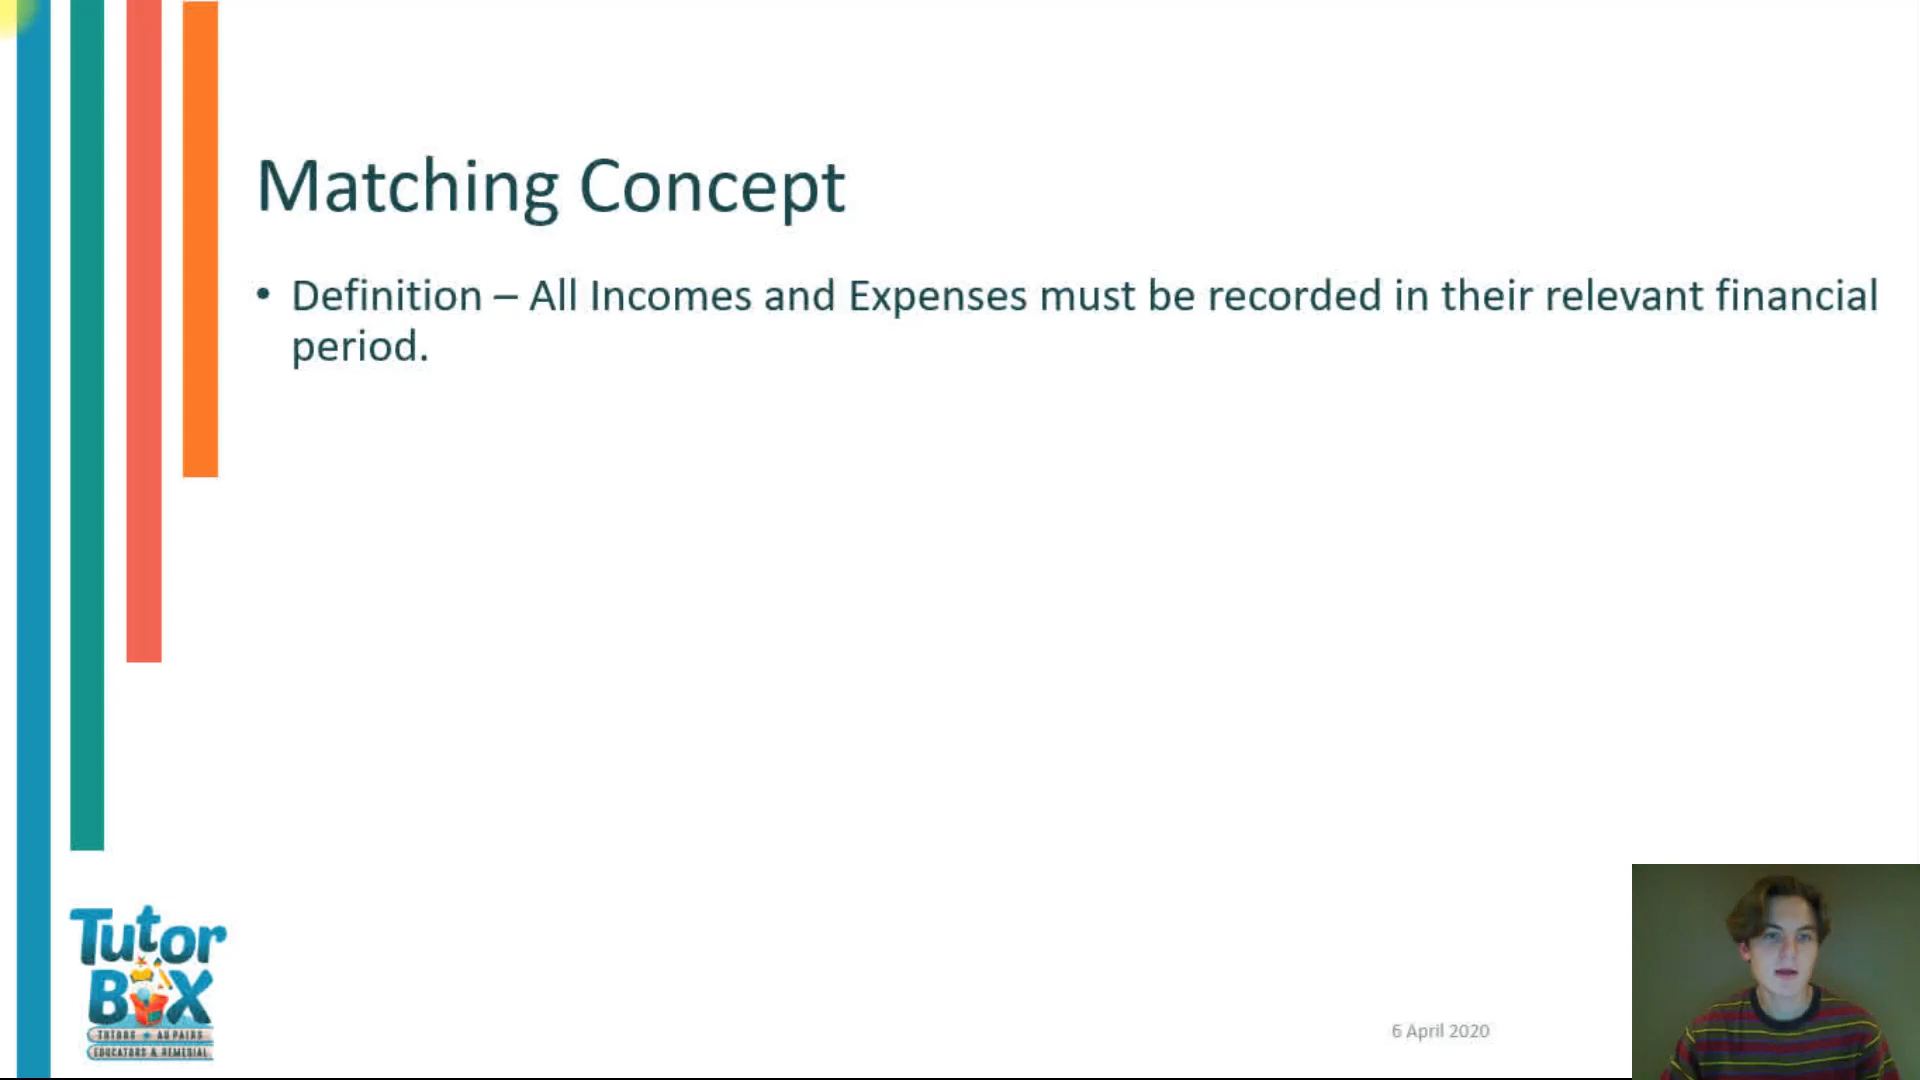 Matching Concept
• Definition – All Incomes and Expenses must be recorded in their relevant financial
period.
Tutor
BOX
TUTORS AU PAIRS
EDUCATORS & REMEDIAL
6 April 2020